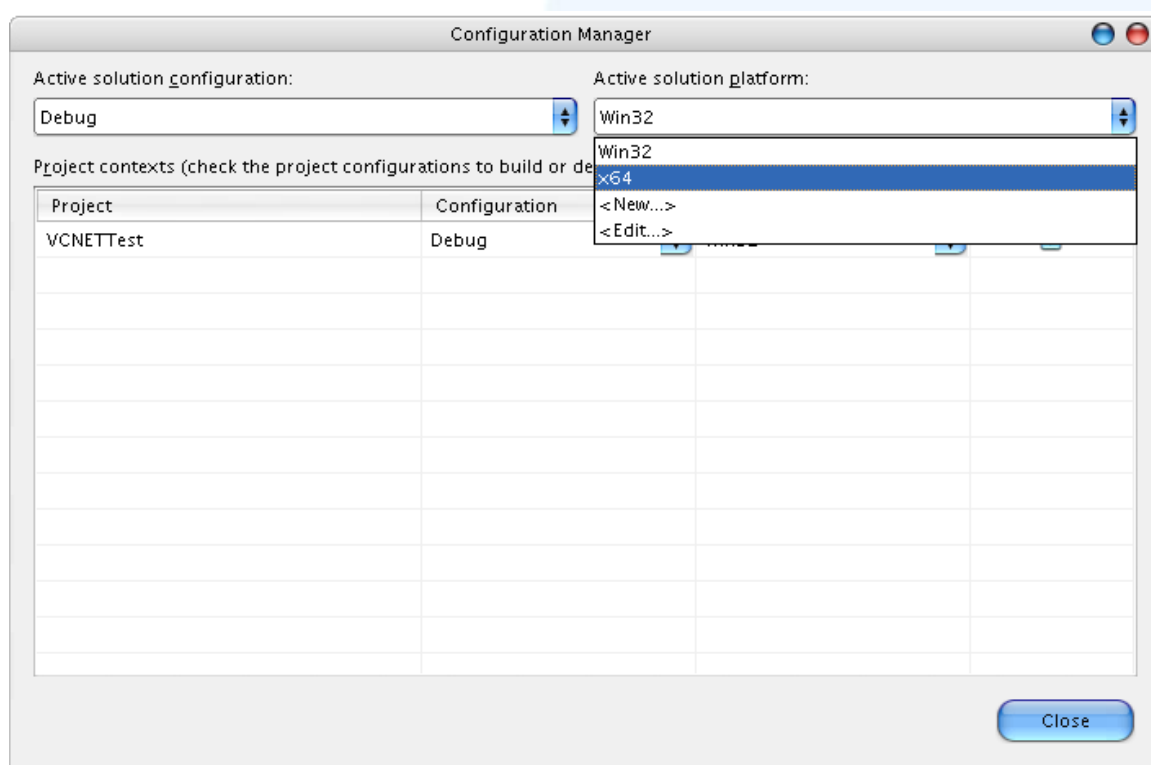 Configuration Manager
Active solution configuration:
Active solution platform:
Debug
Win32
Win32
x64
<New...>
<Edit...>
Project contexts (check the project configurations to build or de
Project
Configuration
VCNETTest
Debug